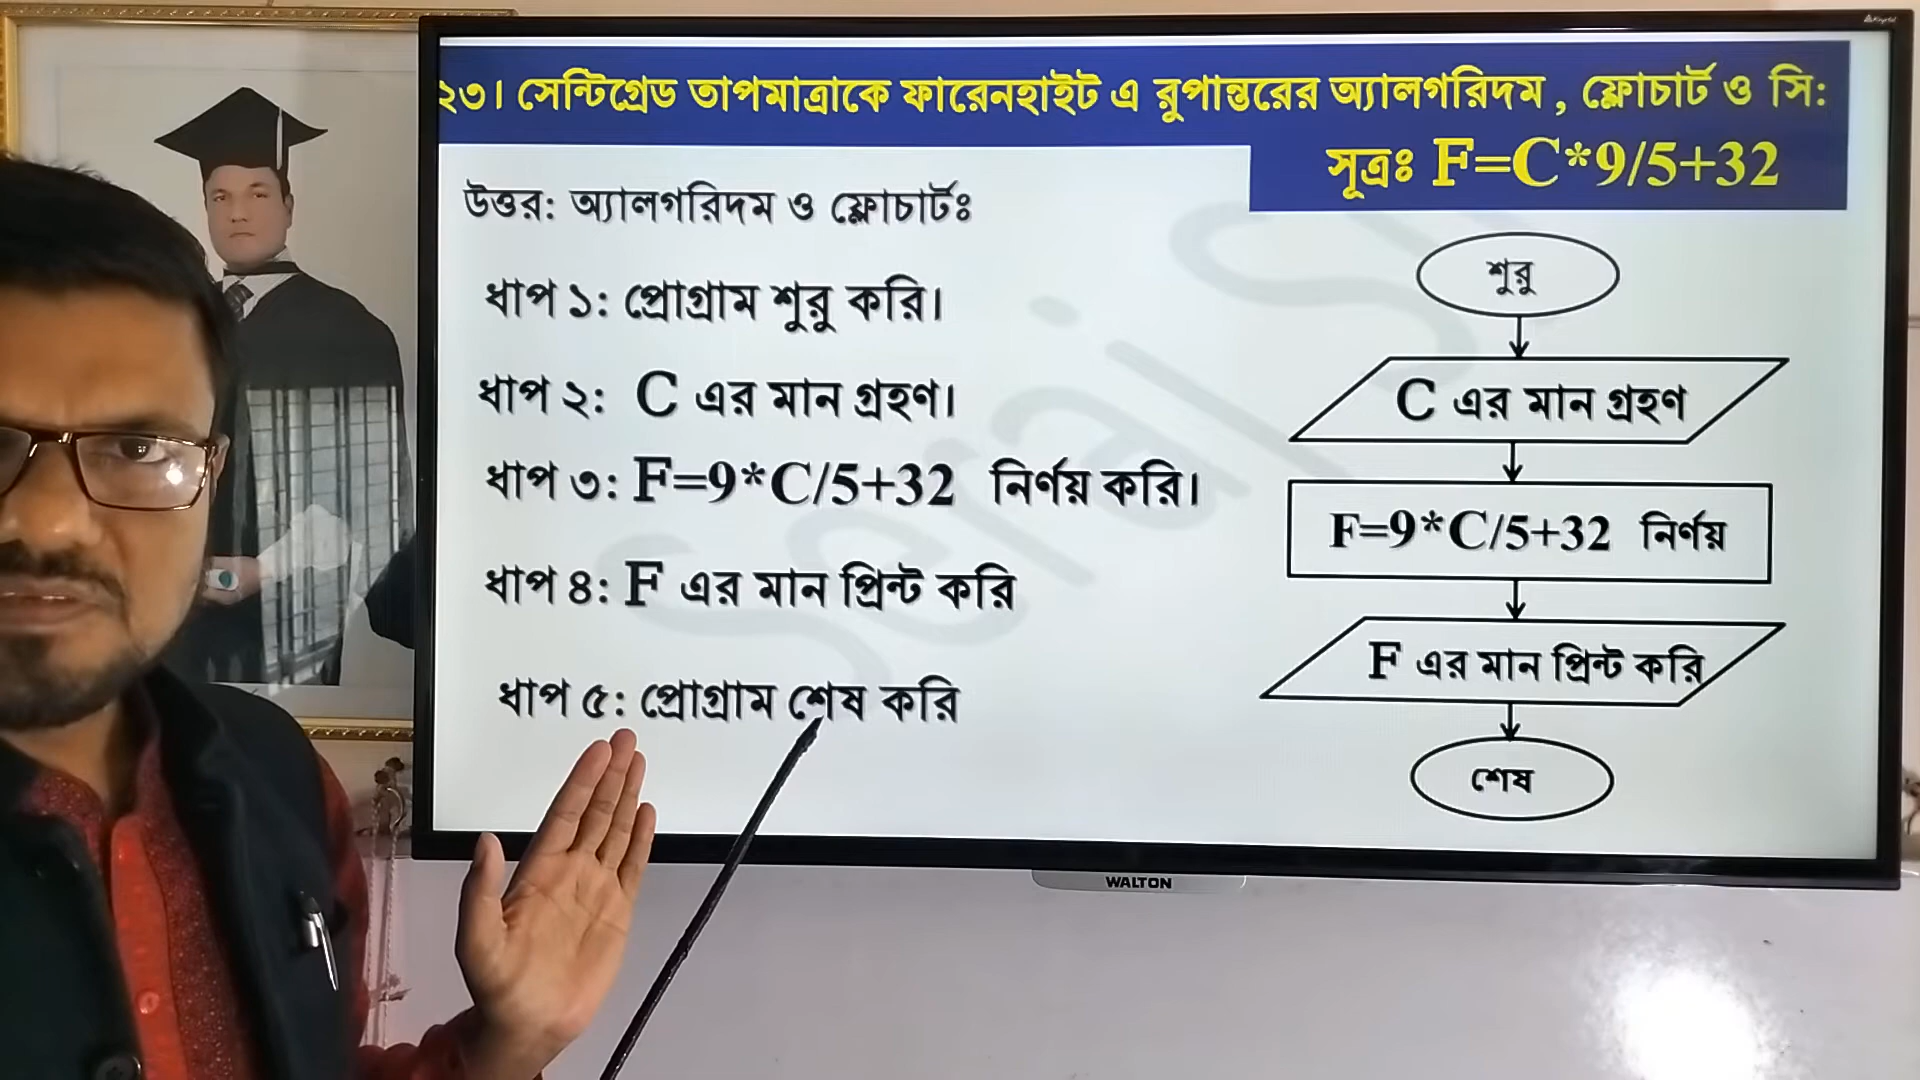 ২৩। সেন্টিগ্রেড তাপমাত্রাকে ফারেনহাইট এ রুপান্তরের অ্যালগরিদম , ফ্লোচার্ট ও সি:
সূত্রঃ F=C*9/5+32
উত্তর: অ্যালগরিদম ও ফ্লোচার্টঃ
ধাপ ১: প্রোগ্রাম শুরু করি।
ধাপ ২: C এর মান গ্রহণ।
ধাপ ৩: F=9*C/5+32 নির্ণয় করি।
ধাপ ৪: F এর মান প্রিন্ট করি
ধাপ ৫: প্রোগ্রাম শেষ করি
শুরু
C এর মান গ্রহণ
F=9*C/5+32 নির্ণয়
F এর মান প্রিন্ট করি
শেষ
WALTON